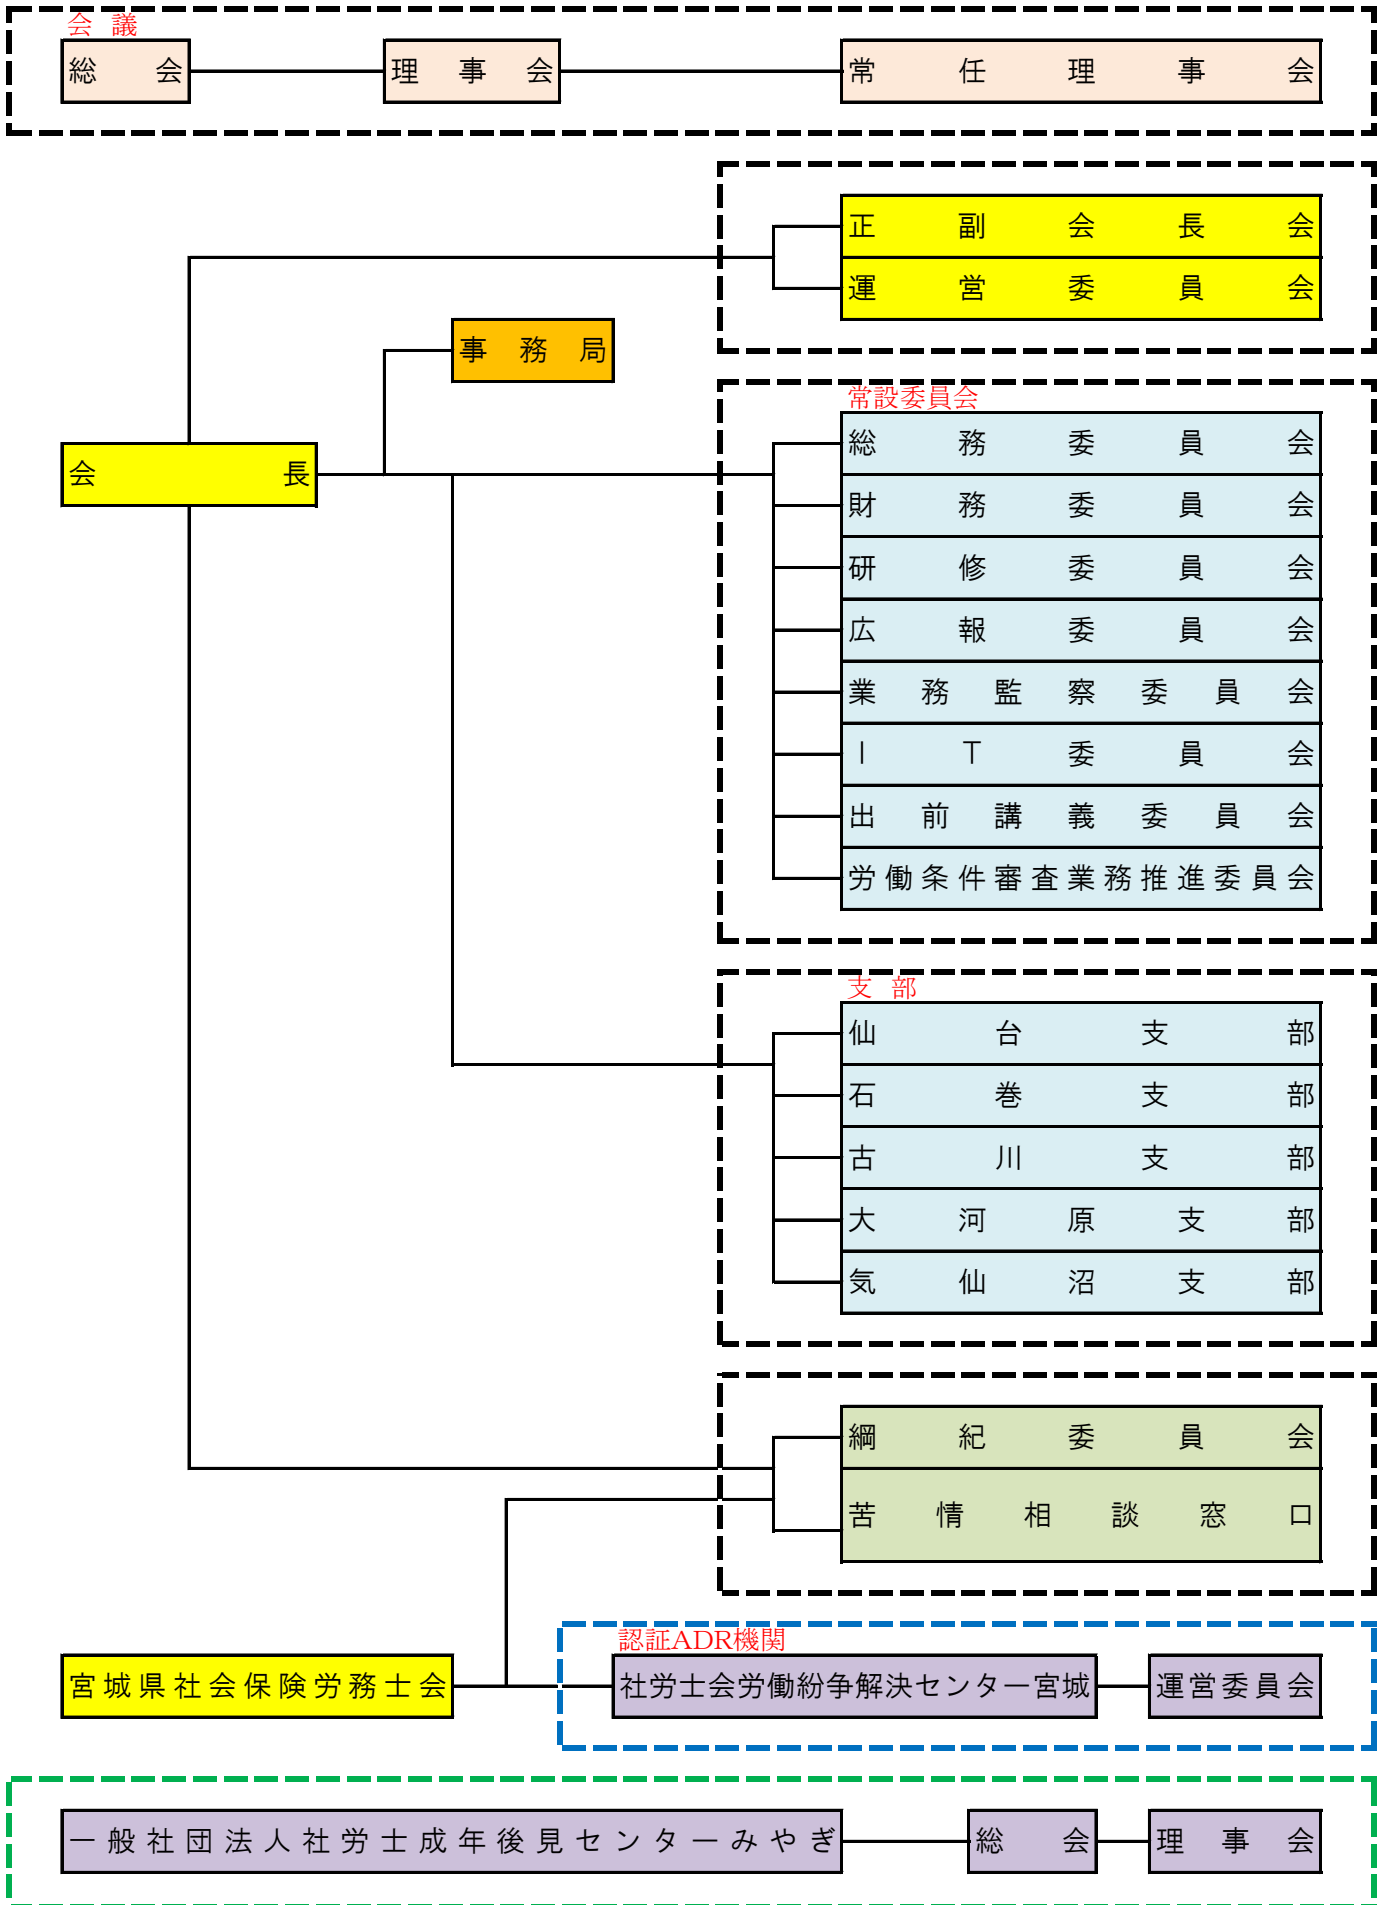 会議
総会
理事会
常任理事会
正副会長会
運営委員会
事務局
常設委員会
総務委員会
会長
財務委員会
研修委員会
広報委員会
業務監察委員会
IT委員会
出前講義委員会
労働条件審査業務推進委員会
支部
仙台支部
石巻支部
古川支部
大河原支部
気仙沼支部
綱紀委員会
苦情相談窓口
認証ADR機関
宮城県社会保険労務士会
社労士会労働紛争解決センター宮城
運営委員会
一般社団法人社労士成年後見センターみやぎ
総会
理事会